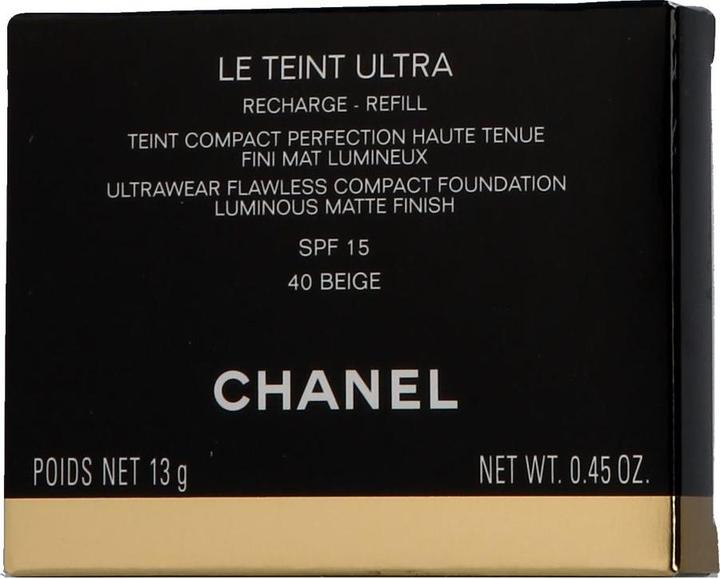 LE TEINT ULTRA
RECHARGE - REFILL
TEINT COMPACT PERFECTION HAUTE TENUE
FINI MAT LUMINEUX
ULTRAWEAR FLAWLESS COMPACT FOUNDATION
LUMINOUS MATTE FINISH
SPF 15
40 BEIGE
CHANEL
POIDS NET 13 g NET WT. 0.45 OZ.